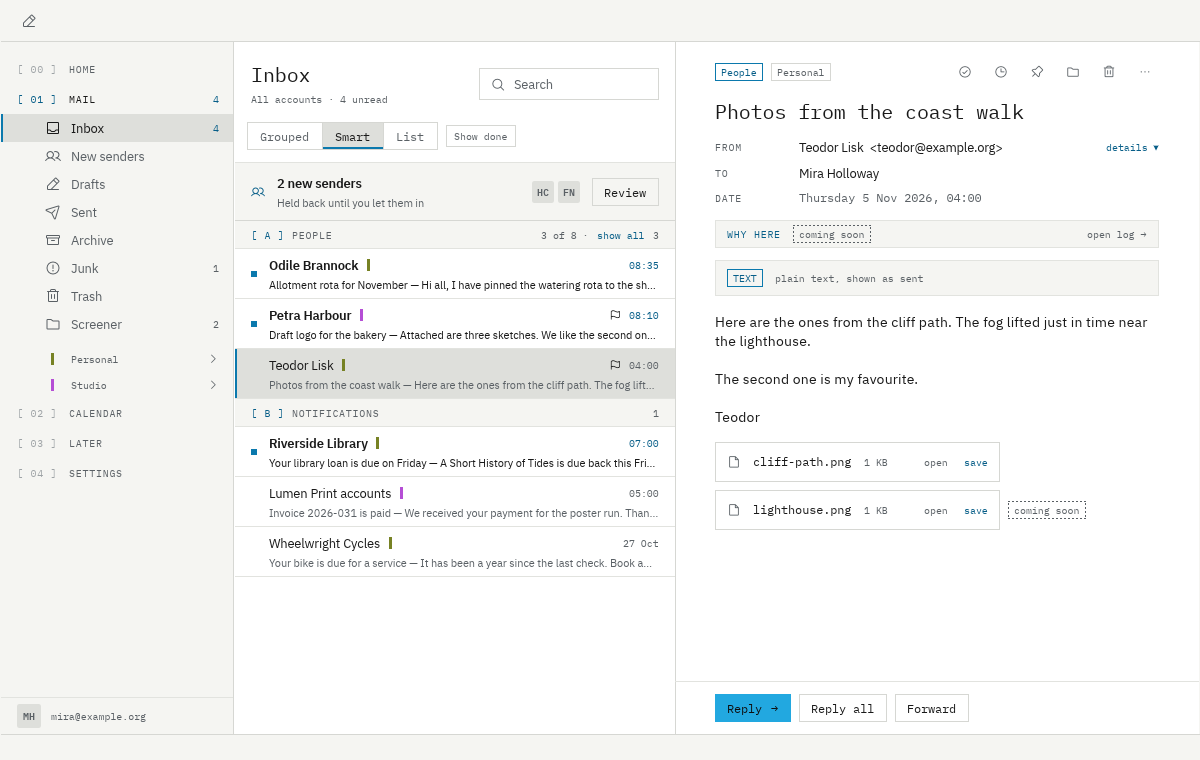 [ 00 ] HOME
[ 01 ] MAIL 4
Inbox 4
New senders
Drafts
Sent
Archive
Junk 1
Trash
Screener 2
Personal
Studio
[ 02 ] CALENDAR
[ 03 ] LATER
[ 04 ] SETTINGS
MH mira@example.org
Inbox
All accounts · 4 unread
Search
Grouped Smart List Show done
2 new senders
Held back until you let them in
HC FN Review
[ A ] PEOPLE 3 of 8 · show all 3
Odile Brannock 08:35
Allotment rota for November — Hi all, I have pinned the watering rota to the sh...
Petra Harbour 08:10
Draft logo for the bakery — Attached are three sketches. We like the second on...
Teodor Lisk 04:00
Photos from the coast walk — Here are the ones from the cliff path. The fog lift...
[ B ] NOTIFICATIONS 1
Riverside Library 07:00
Your library loan is due on Friday — A Short History of Tides is due back this Fri...
Lumen Print accounts 05:00
Invoice 2026-031 is paid — We received your payment for the poster run. Than...
Wheelwright Cycles 27 Oct
Your bike is due for a service — It has been a year since the last check. Book a...
People Personal
Photos from the coast walk
FROM Teodor Lisk <teodor@example.org> details ▾
TO Mira Holloway
DATE Thursday 5 Nov 2026, 04:00
WHY HERE coming soon open log →
TEXT plain text, shown as sent
Here are the ones from the cliff path. The fog lifted just in time near
the lighthouse.
The second one is my favourite.
Teodor
cliff-path.png 1 KB open save
lighthouse.png 1 KB open save coming soon
Reply → Reply all Forward